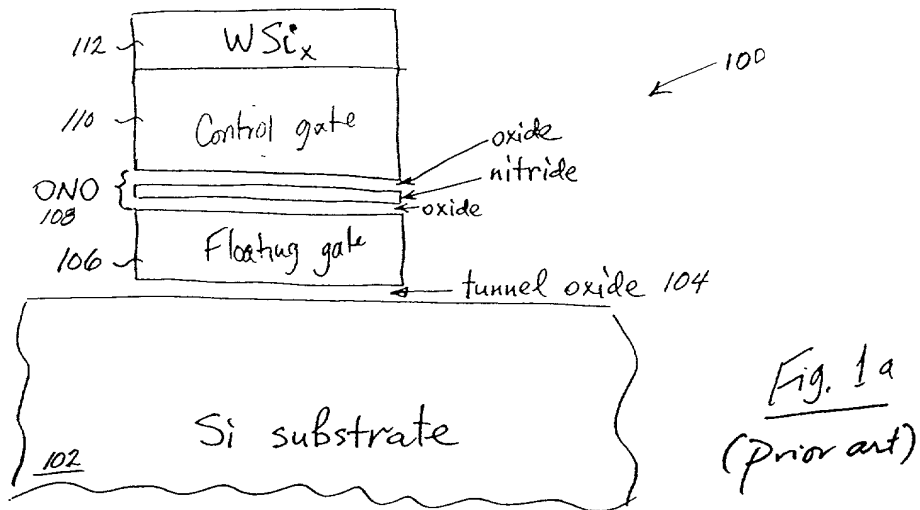 112
WSix
100
110
Control gate
oxide
nitride
ONO
108
oxide
106
Floating gate
tunnel oxide 104
Si substrate
102
Fig. 1a
(prior art)